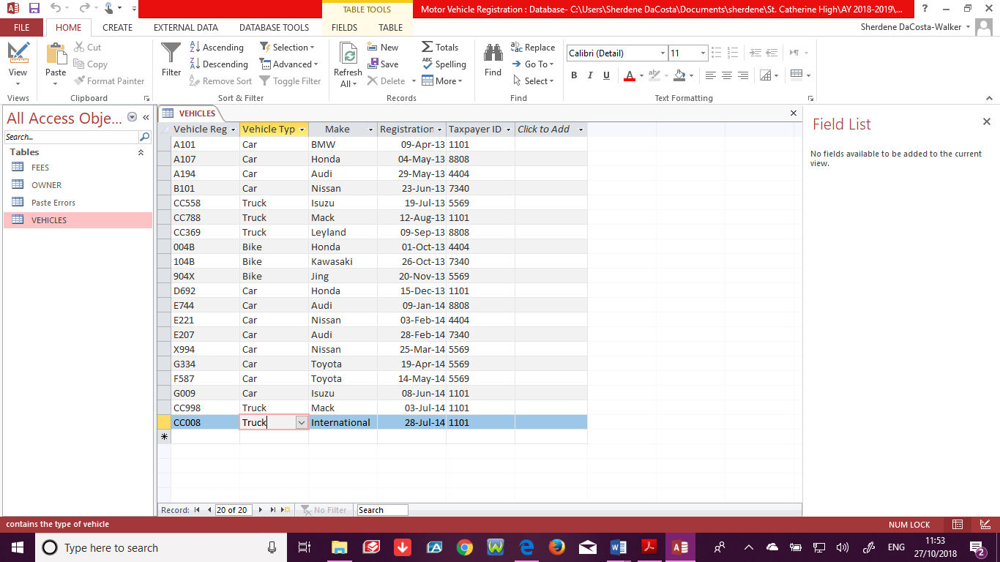 TABLE TOOLS
Motor Vehicle Registration : Database- C:\Users\Sherdene DaCosta\Documents\sherdene\St. Catherine High\AY 2018-2019\...
FILE HOME CREATE EXTERNAL DATA DATABASE TOOLS FIELDS TABLE Sherdene DaCosta-Walker
View
Views
Paste
Cut
Copy
Format Painter
Clipboard
Filter
Ascending
Descending
Remove Sort
Selection
Advanced
Toggle Filter
Sort & Filter
Refresh
All
New
Save
Delete
Totals
Spelling
More
Records
Find
Replace
Go To
Select
Find
Calibri (Detail) 11
B I U A
Text Formatting
All Access Obje...
Search...
Tables
FEES
OWNER
Paste Errors
VEHICLES
VEHICLES
Vehicle Reg Vehicle Typ Make Registration Taxpayer ID Click to Add
A101 Car BMW 09-Apr-13 1101
A107 Car Honda 04-May-13 8808
A194 Car Audi 29-May-13 4404
B101 Car Nissan 23-Jun-13 7340
CC558 Truck Isuzu 19-Jul-13 5569
CC788 Truck Mack 12-Aug-13 1101
CC369 Truck Leyland 09-Sep-13 8808
004B Bike Honda 01-Oct-13 4404
104B Bike Kawasaki 26-Oct-13 7340
904X Bike Jing 20-Nov-13 5569
D692 Car Honda 15-Dec-13 1101
E744 Car Audi 09-Jan-14 8808
E221 Car Nissan 03-Feb-14 4404
E207 Car Audi 28-Feb-14 7340
X994 Car Nissan 25-Mar-14 5569
G334 Car Toyota 19-Apr-14 5569
F587 Car Toyota 14-May-14 5569
G009 Car Isuzu 08-Jun-14 1101
CC998 Truck Mack 03-Jul-14 1101
CC008 Truck International 28-Jul-14 1101
Record: 20 of 20 No Filter Search
Field List
No fields available to be added to the current
view.
contains the type of vehicle
NUM LOCK
Type here to search
ENG
11:53
27/10/2018
2